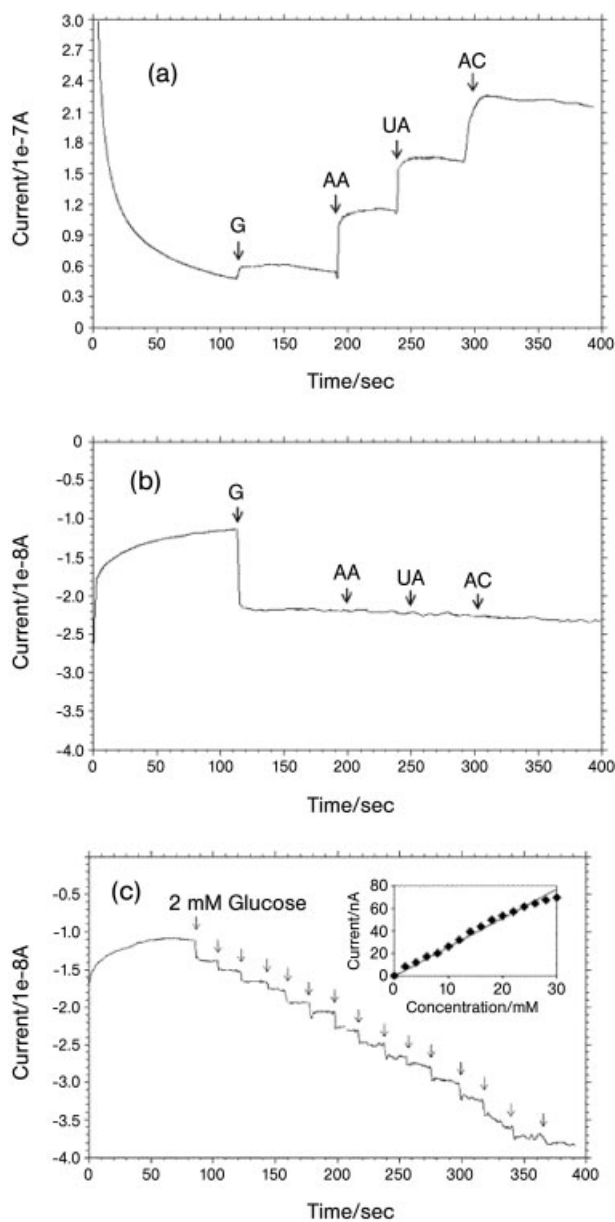 (a)
Current/1e-7A
3.0
2.7
2.4
2.1
1.8
1.5
1.2
0.9
0.6
0.3
0
G
AA
UA
AC
0 50 100 150 200 250 300 350 400
Time/sec
(b)
Current/1e-8A
0
-0.5
-1.0
-1.5
-2.0
-2.5
-3.0
-3.5
-4.0
G
AA
UA
AC
0 50 100 150 200 250 300 350 400
Time/sec
(c)
Current/1e-8A
-0.5
-1.0
-1.5
-2.0
-2.5
-3.0
-3.5
-4.0
2 mM Glucose
Current/nA
80
60
40
20
0
0 10 20 30
Concentration/mM
0 50 100 150 200 250 300 350 400
Time/sec